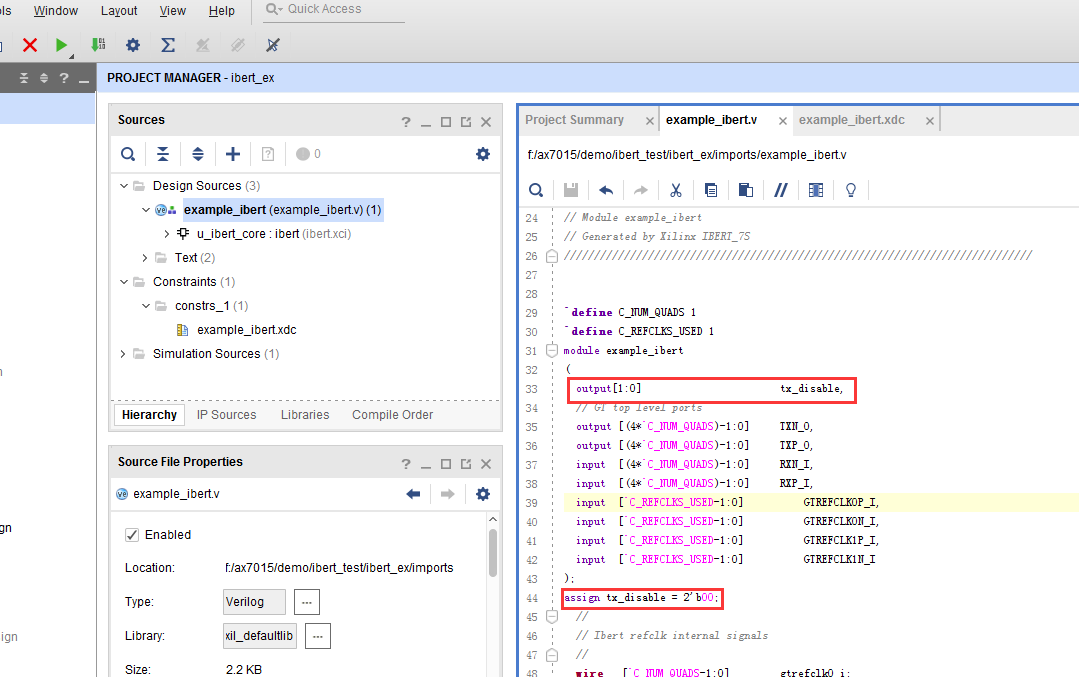 ols Window Layout View Help Quick Access
PROJECT MANAGER - ibert_ex
Sources
0
Design Sources (3)
example_ibert (example_ibert.v) (1)
u_ibert_core : ibert (ibert.xci)
Text (2)
Constraints (1)
constrs_1 (1)
example_ibert.xdc
Simulation Sources (1)
Hierarchy IP Sources Libraries Compile Order
Source File Properties
example_ibert.v
Enabled
Location: f:/ax7015/demo/ibert_test/ibert_ex/imports
Type: Verilog ...
Library: xil_defaultlib ...
Size: 2.2 KB
gn
ign
Project Summary example_ibert.v example_ibert.xdc
f:/ax7015/demo/ibert_test/ibert_ex/imports/example_ibert.v
24 // Module example_ibert
25 // Generated by Xilinx IBERT_7S
26 //////////////////////////////////////////////////////////////////////////////
27
28
29 `define C_NUM_QUADS 1
30 `define C_REFCLKS_USED 1
31 module example_ibert
32 (
33 output[1:0] tx_disable,
34 // GT top level ports
35 output [(4*`C_NUM_QUADS)-1:0] TXN_O,
36 output [(4*`C_NUM_QUADS)-1:0] TXP_O,
37 input [(4*`C_NUM_QUADS)-1:0] RXN_I,
38 input [(4*`C_NUM_QUADS)-1:0] RXP_I,
39 input [`C_REFCLKS_USED-1:0] GTREFCLK0P_I,
40 input [`C_REFCLKS_USED-1:0] GTREFCLK0N_I,
41 input [`C_REFCLKS_USED-1:0] GTREFCLK1P_I,
42 input [`C_REFCLKS_USED-1:0] GTREFCLK1N_I
43 );
44 assign tx_disable = 2'b00;
45 //
46 // Ibert refclk internal signals
47 //
48 wire [`C_NUM_QUADS-1:0] gtrefclk0_i;